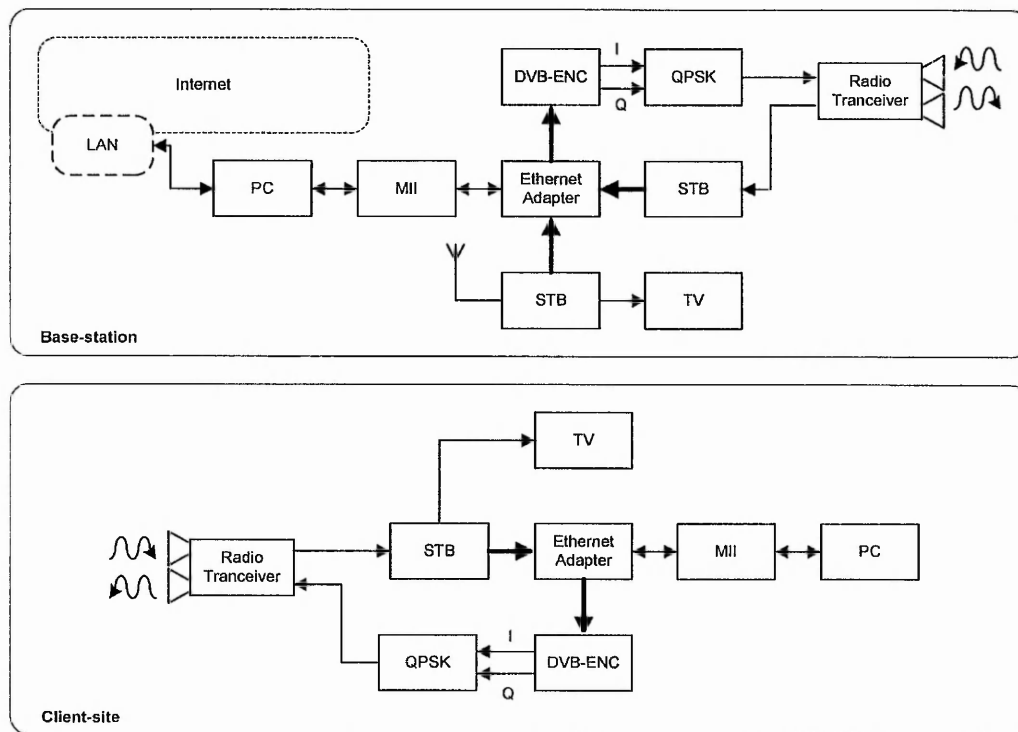 Internet
LAN
PC
MII
Ethernet
Adapter
DVB-ENC
I
Q
QPSK
Radio
Tranceiver
STB
STB
TV
Base-station
TV
Radio
Tranceiver
STB
Ethernet
Adapter
MII
PC
QPSK
I
Q
DVB-ENC
Client-site